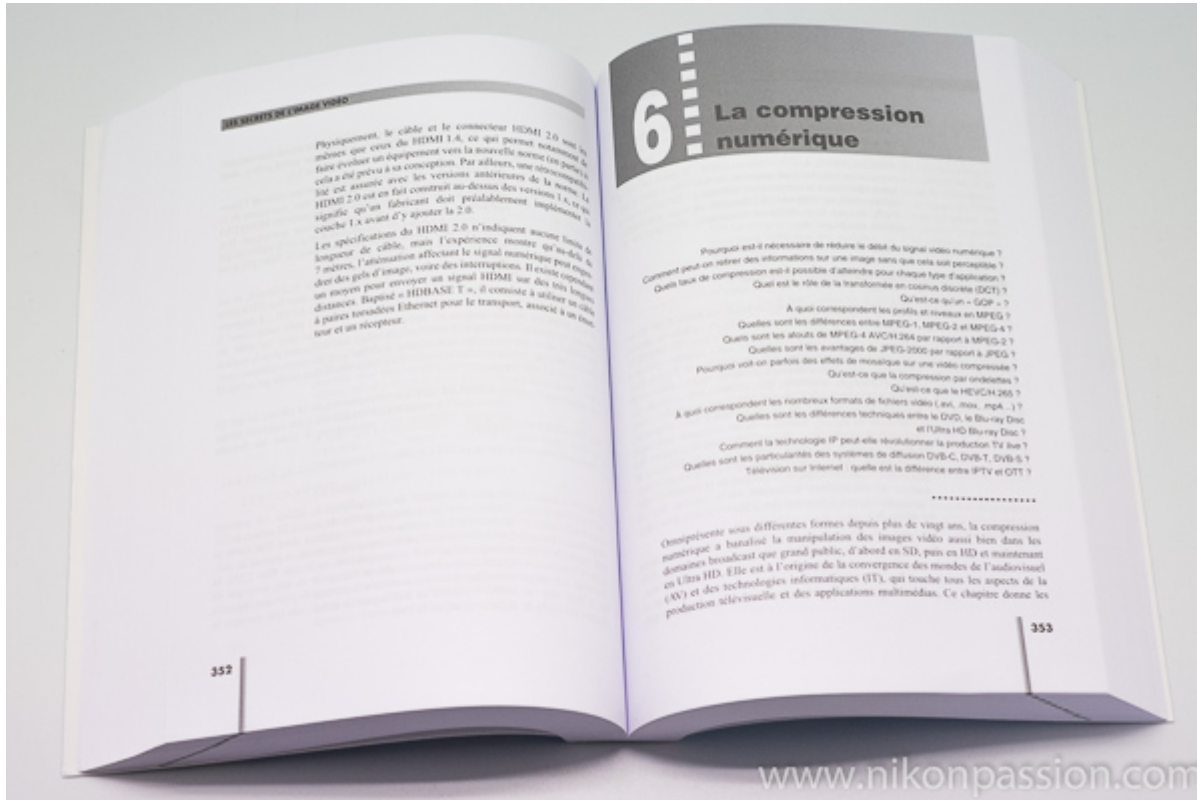 LES SECRETS DE L'IMAGE VIDÉO
Physiquement, le câble et le connecteur HDMI 2.0 sont les
mêmes que ceux du HDMI 1.4, ce qui permet notamment de
faire évoluer un équipement vers la nouvelle norme (en partie) si
cela a été prévu à sa conception. Par ailleurs, une rétrocompatibi-
lité est assurée avec les versions antérieures de la norme. Le
HDMI 2.0 est en fait construit au-dessus des versions 1.x, ce qui
signifie qu'un fabricant doit préalablement implémenter la
couche 1.x avant d'y ajouter la 2.0.
Les spécifications du HDMI 2.0 n'indiquent aucune limite de
longueur de câble, mais l'expérience montre qu'au-delà de
7 mètres, l'atténuation affectant le signal numérique peut engen-
drer des gels d'image, voire des interruptions. Il existe cependant
un moyen pour envoyer un signal HDMI sur des très longues
distances. Baptisé « HDBASE T », il consiste à utiliser un câble
à paires torsadées Ethernet pour le transport, associé à un émet-
teur et un récepteur.
352
6
La compression
numérique
Pourquoi est-il nécessaire de réduire le débit du signal vidéo numérique ?
Comment peut-on retirer des informations sur une image sans que cela soit perceptible ?
Quels taux de compression est-il possible d'atteindre pour chaque type d'application ?
Quel est le rôle de la transformée en cosinus discrète (DCT) ?
Qu'est-ce qu'un « GOP » ?
À quoi correspondent les profils et niveaux en MPEG ?
Quelles sont les différences entre MPEG-1, MPEG-2 et MPEG-4 ?
Quels sont les atouts de MPEG-4 AVC/H.264 par rapport à MPEG-2 ?
Quelles sont les avantages de JPEG-2000 par rapport à JPEG ?
Pourquoi voit-on parfois des effets de mosaïque sur une vidéo compressée ?
Qu'est-ce que la compression par ondelettes ?
Qu'est-ce que le HEVC/H.265 ?
À quoi correspondent les nombreux formats de fichiers vidéo (.avi, .mov, .mp4...) ?
Quelles sont les différences techniques entre le DVD, le Blu-ray Disc
et l'Ultra HD Blu-ray Disc ?
Comment la technologie IP peut-elle révolutionner la production TV live ?
Quelles sont les particularités des systèmes de diffusion DVB-C, DVB-T, DVB-S ?
Télévision sur Internet : quelle est la différence entre IPTV et OTT ?
Omniprésente sous différentes formes depuis plus de vingt ans, la compression
numérique a banalisé la manipulation des images vidéo aussi bien dans les
domaines broadcast que grand public, d'abord en SD, puis en HD et maintenant
en Ultra HD. Elle est à l'origine de la convergence des mondes de l'audiovisuel
(AV) et des technologies informatiques (IT), qui touche tous les aspects de la
production télévisuelle et des applications multimédias. Ce chapitre donne les
353
www.nikonpassion.com